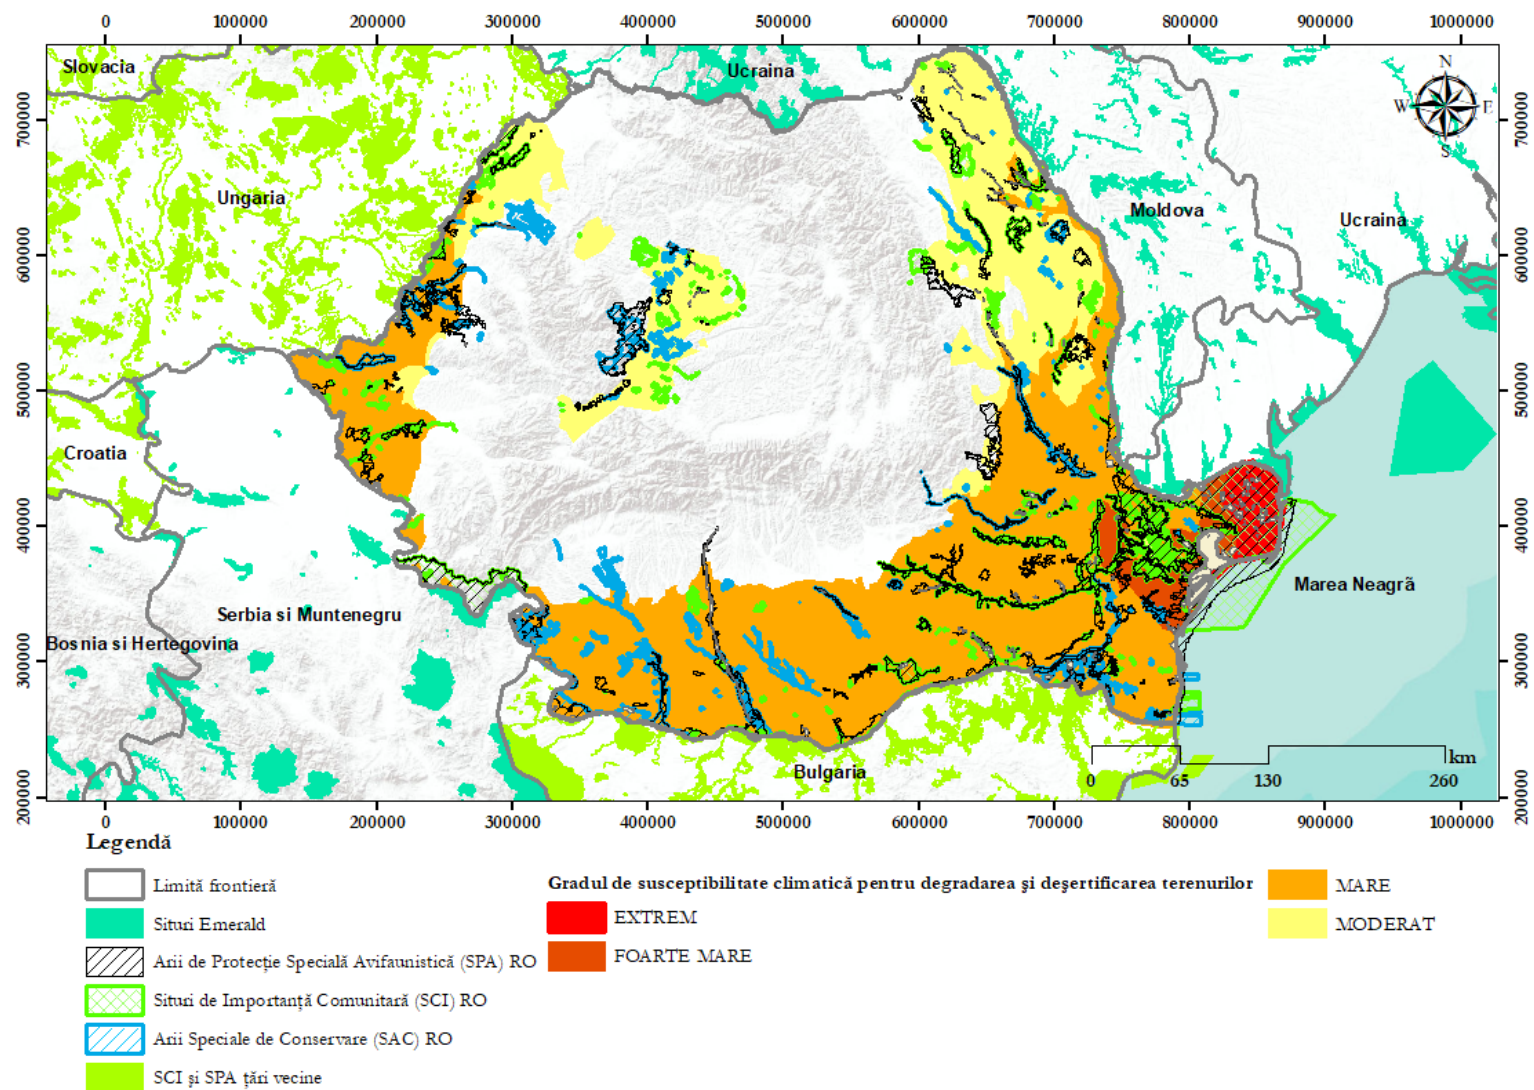 0 100000 200000 300000 400000 500000 600000 700000 800000 900000 1000000
Slovacia
Ucraina
N
W E
S
700000 700000
Ungaria
Moldova
Ucraina
600000 600000
500000 500000
Croatia
400000 400000
Marea Neagră
Serbia si Muntenegru
Bosnia si Hertegovina
300000 300000
Bulgaria
km
0 65 130 260
200000 200000
0 100000 200000 300000 400000 500000 600000 700000 800000 900000 1000000
Legendă
Limită frontieră
Situri Emerald
Arii de Protecție Specială Avifaunistică (SPA) RO
Situri de Importanță Comunitară (SCI) RO
Arii Speciale de Conservare (SAC) RO
SCI și SPA țări vecine
Gradul de susceptibilitate climatică pentru degradarea și deșertificarea terenurilor
EXTREM
FOARTE MARE
MARE
MODERAT